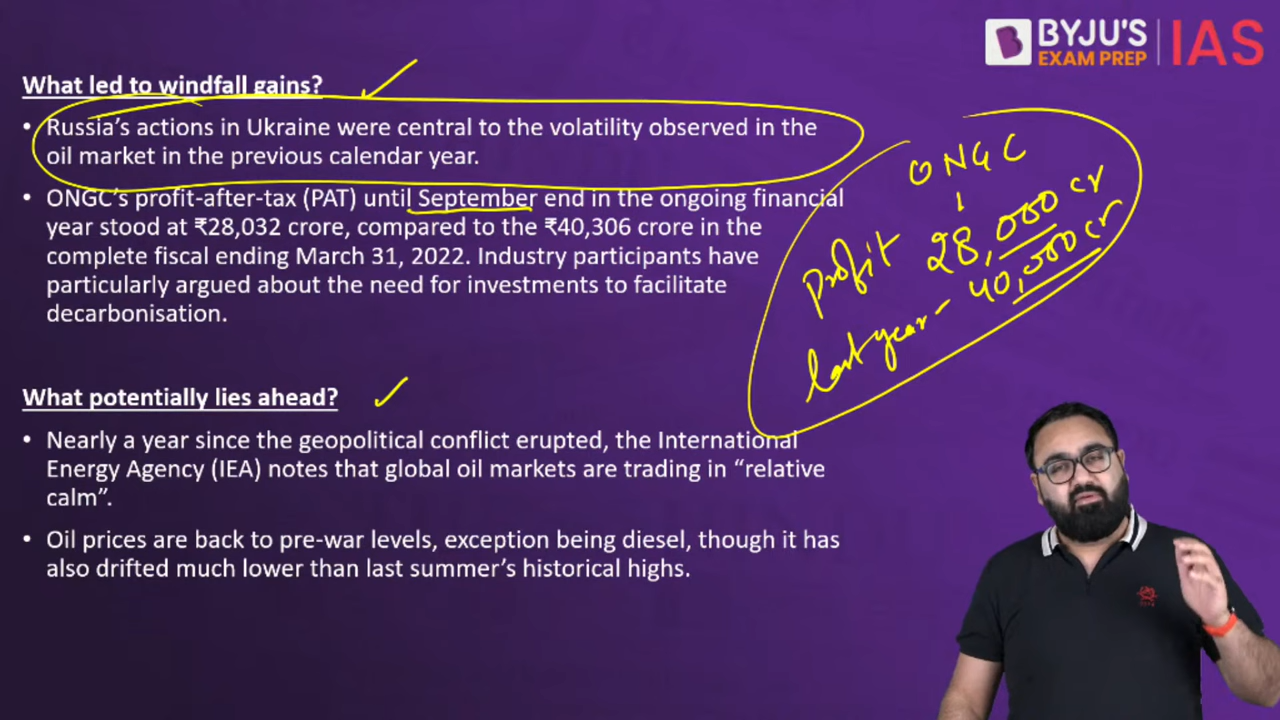 BYJU'S
EXAM PREP
IAS
What led to windfall gains?
• Russia's actions in Ukraine were central to the volatility observed in the
oil market in the previous calendar year.
• ONGC's profit-after-tax (PAT) until September end in the ongoing financial
year stood at ₹28,032 crore, compared to the ₹40,306 crore in the
complete fiscal ending March 31, 2022. Industry participants have
particularly argued about the need for investments to facilitate
decarbonisation.
ONGC
Profit 28,000 cr
last year - 40,000 cr
What potentially lies ahead?
• Nearly a year since the geopolitical conflict erupted, the International
Energy Agency (IEA) notes that global oil markets are trading in “relative
calm”.
• Oil prices are back to pre-war levels, exception being diesel, though it has
also drifted much lower than last summer's historical highs.